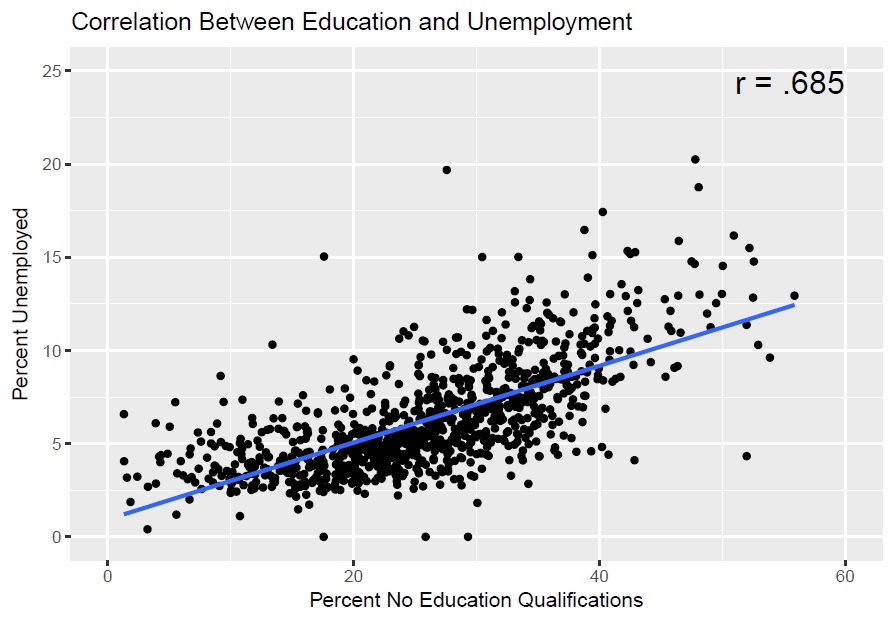 Correlation Between Education and Unemployment
r = .685
25
20
15
10
5
0
Percent Unemployed
0 20 40 60
Percent No Education Qualifications